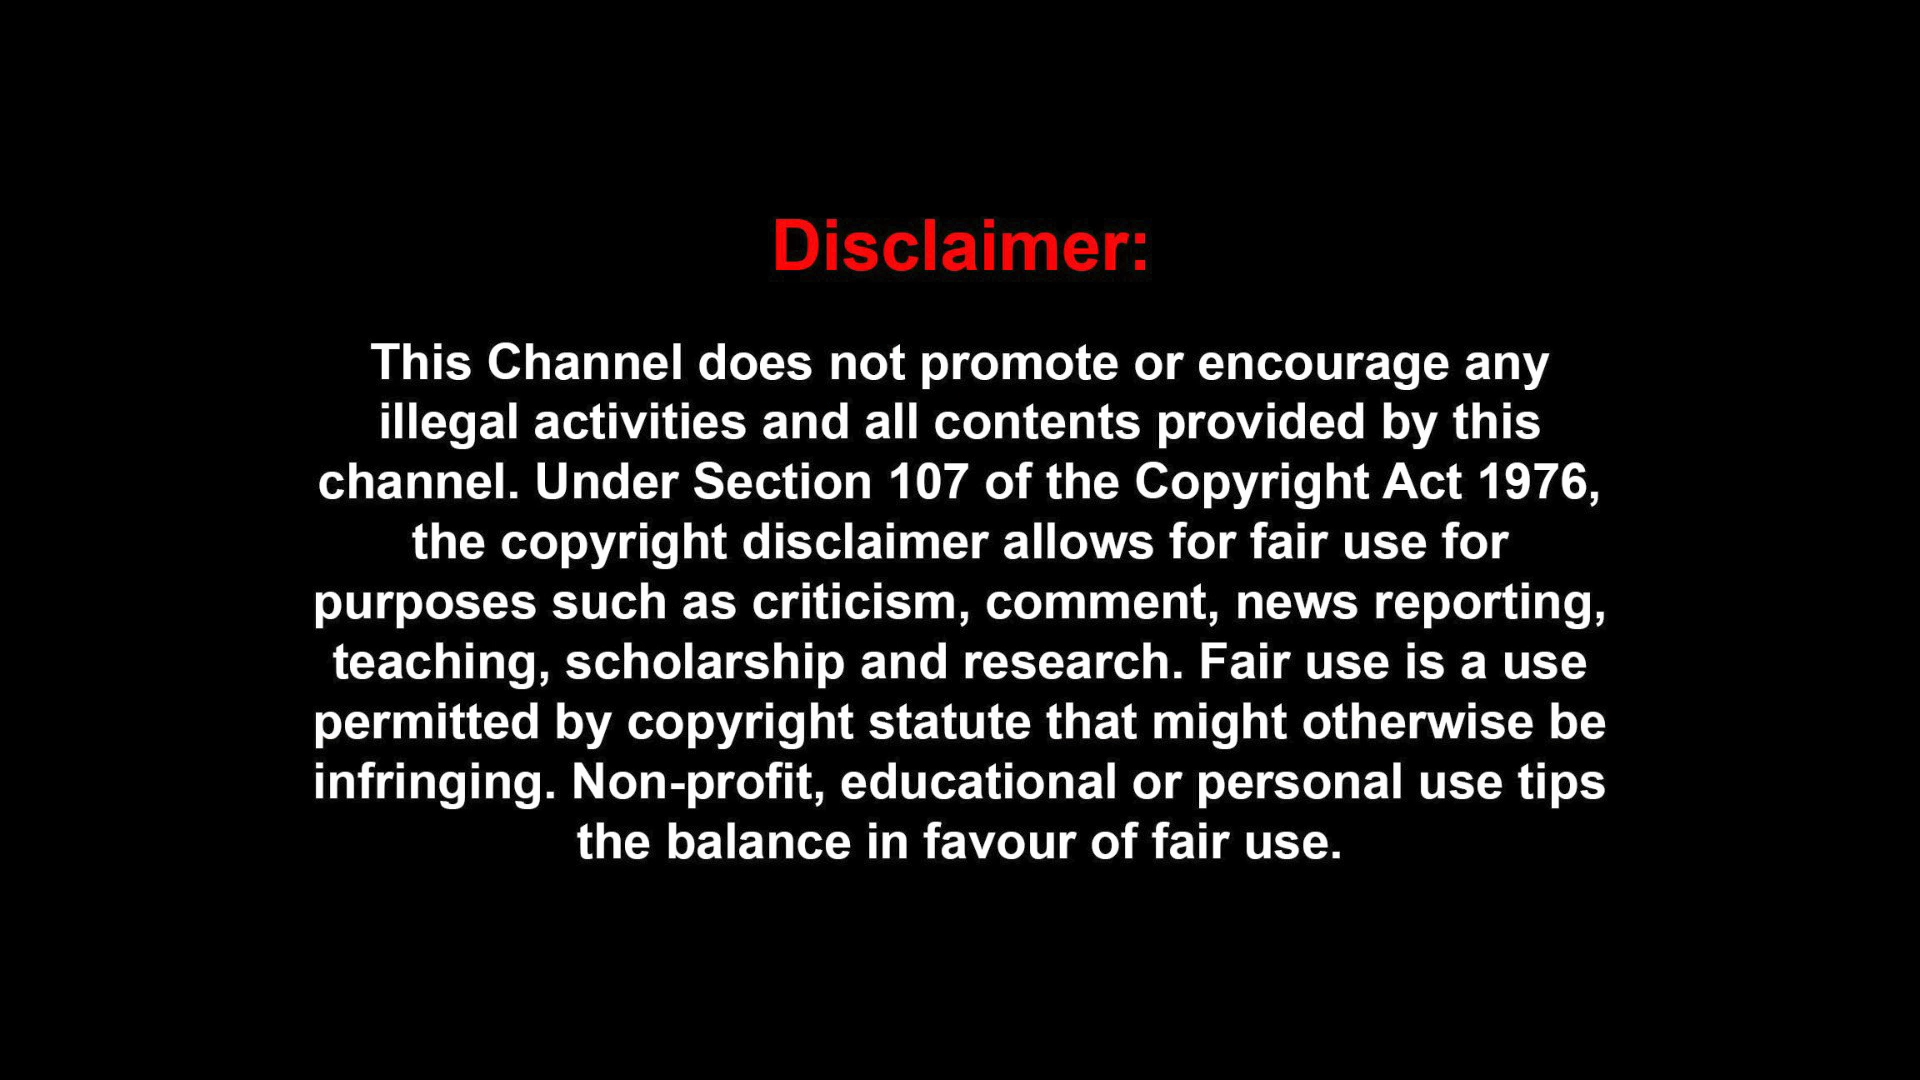 Disclaimer:
This Channel does not promote or encourage any
illegal activities and all contents provided by this
channel. Under Section 107 of the Copyright Act 1976,
the copyright disclaimer allows for fair use for
purposes such as criticism, comment, news reporting,
teaching, scholarship and research. Fair use is a use
permitted by copyright statute that might otherwise be
infringing. Non-profit, educational or personal use tips
the balance in favour of fair use.